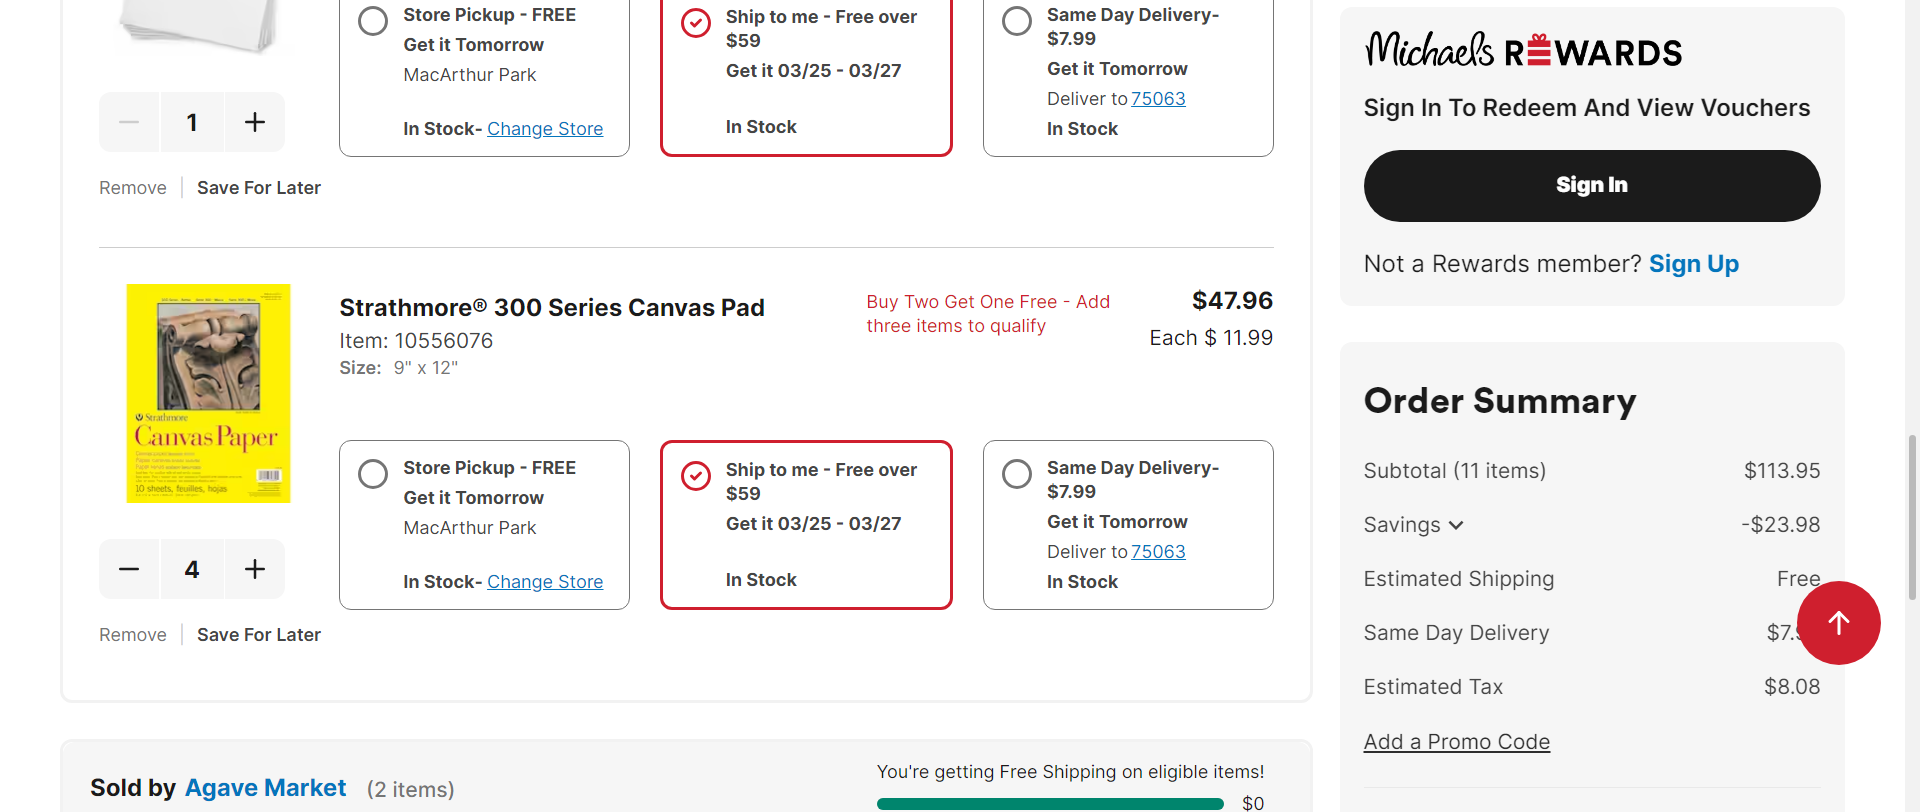 Store Pickup - FREE
Get it Tomorrow
MacArthur Park
In Stock- Change Store
Ship to me - Free over
$59
Get it 03/25 - 03/27
In Stock
Same Day Delivery-
$7.99
Get it Tomorrow
Deliver to 75063
In Stock
1
Remove
Save For Later
Strathmore® 300 Series Canvas Pad
Item: 10556076
Size: 9" x 12"
Buy Two Get One Free - Add
three items to qualify
$47.96
Each $ 11.99
Strathmore
Canvas Paper
10 sheets, feuilles, hojas
Store Pickup - FREE
Get it Tomorrow
MacArthur Park
In Stock- Change Store
Ship to me - Free over
$59
Get it 03/25 - 03/27
In Stock
Same Day Delivery-
$7.99
Get it Tomorrow
Deliver to 75063
In Stock
4
Remove
Save For Later
Sold by Agave Market (2 items)
You're getting Free Shipping on eligible items!
$0
Michaels REWARDS
Sign In To Redeem And View Vouchers
Sign In
Not a Rewards member? Sign Up
Order Summary
Subtotal (11 items) $113.95
Savings -$23.98
Estimated Shipping Free
Same Day Delivery
Estimated Tax $8.08
Add a Promo Code